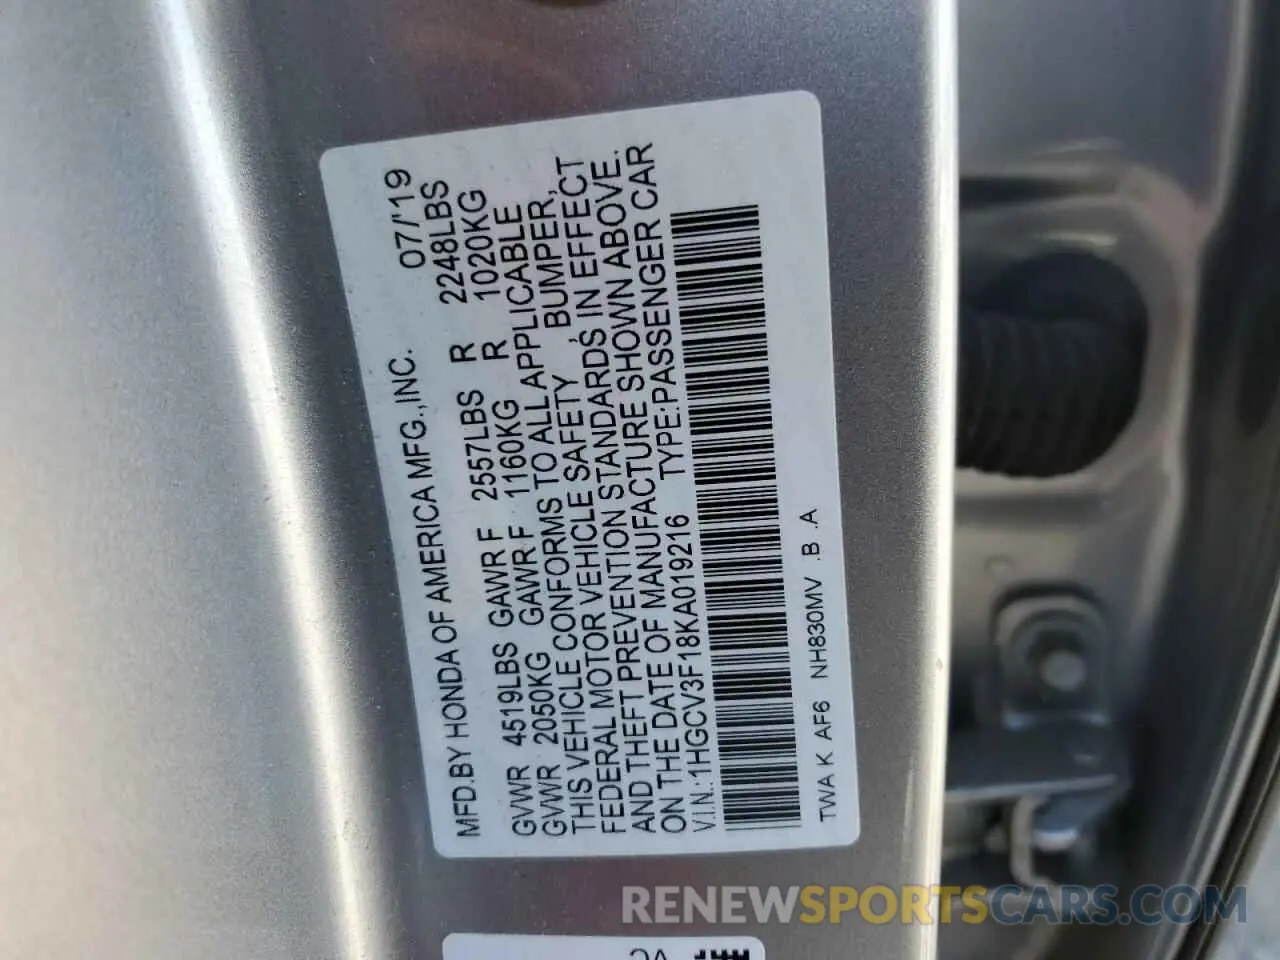 MFD.BY HONDA OF AMERICA MFG.,INC. 07/'19
GVWR 4519LBS GAWR F 2557LBS R 2248LBS
GVWR 2050KG GAWR F 1160KG R 1020KG
THIS VEHICLE CONFORMS TO ALL APPLICABLE
FEDERAL MOTOR VEHICLE SAFETY, BUMPER,
AND THEFT PREVENTION STANDARDS IN EFFECT
ON THE DATE OF MANUFACTURE SHOWN ABOVE.
V.I.N.:1HGCV3F18KA019216 TYPE:PASSENGER CAR
TWA K AF6 NH830MV .B .A
RENEWSPORTSCARS.COM